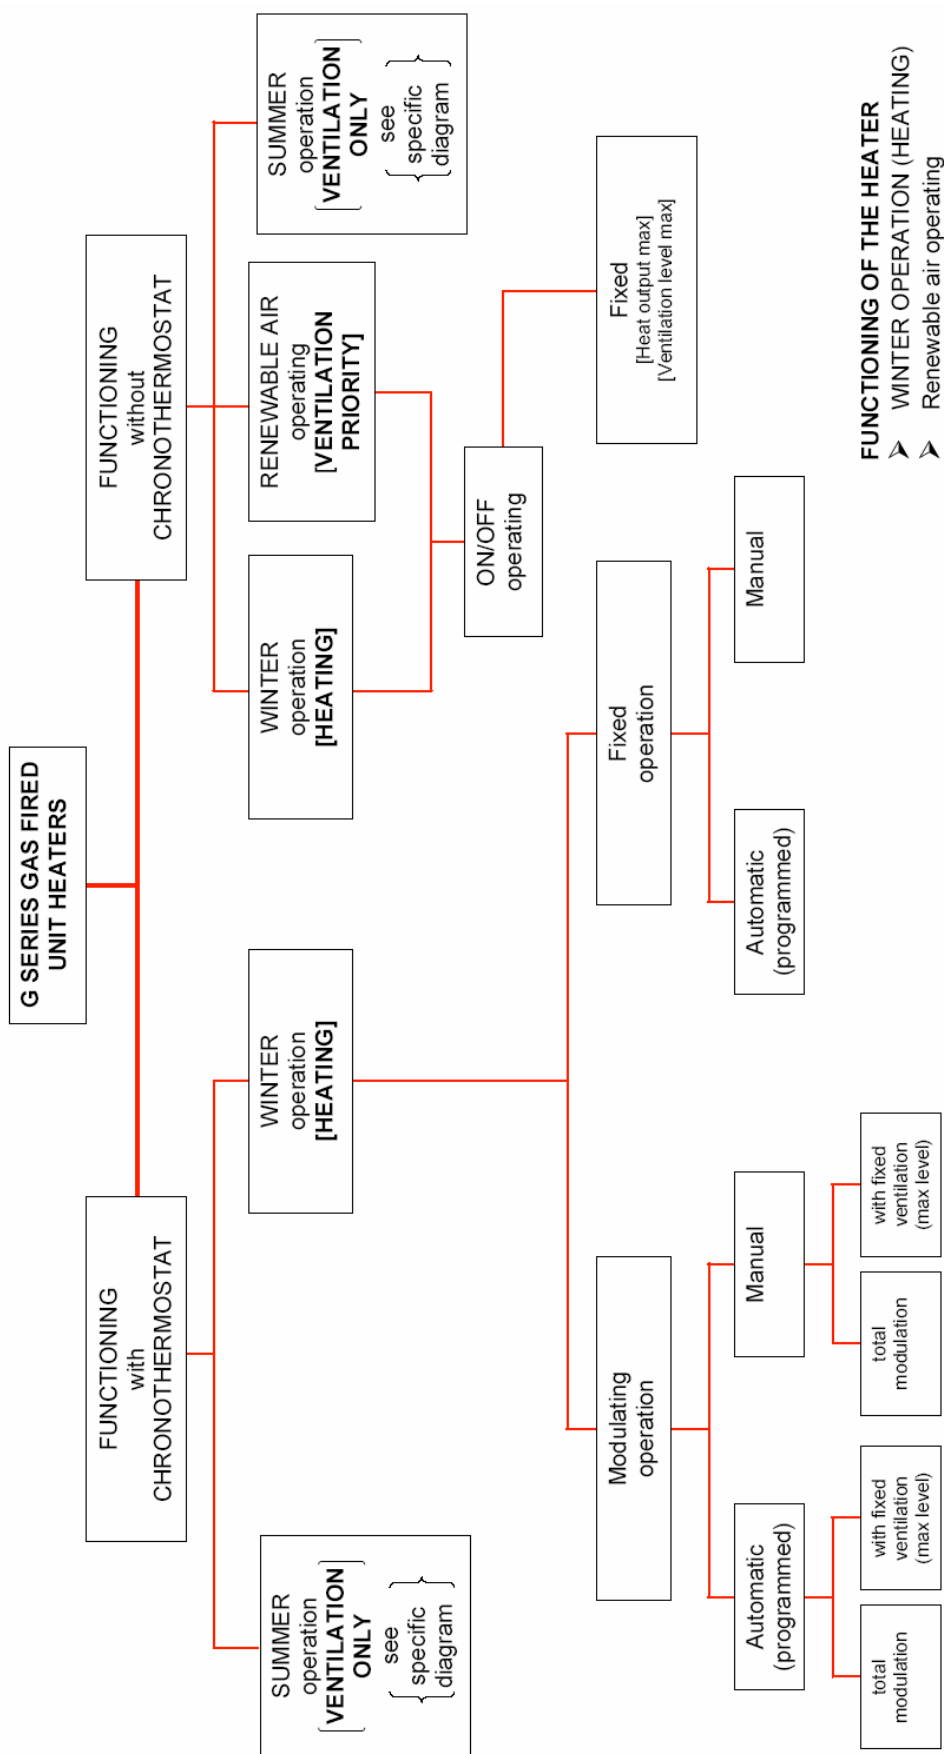 G SERIES GAS FIRED
UNIT HEATERS
FUNCTIONING
with
CHRONOTHERMOSTAT
FUNCTIONING
without
CHRONOTHERMOSTAT
SUMMER
operation
[VENTILATION]
ONLY
see
specific
diagram
WINTER
operation
[HEATING]
WINTER
operation
[HEATING]
RENEWABLE AIR
operating
[VENTILATION
PRIORITY]
SUMMER
operation
[VENTILATION]
ONLY
see
specific
diagram
ON/OFF
operating
Modulating
operation
Fixed
operation
Fixed
[Heat output max]
[Ventilation level max]
Automatic
(programmed)
Manual
Automatic
(programmed)
Manual
total
modulation
with fixed
ventilation
(max level)
total
modulation
with fixed
ventilation
(max level)
FUNCTIONING OF THE HEATER
➢ WINTER OPERATION (HEATING)
➢ Renewable air operating